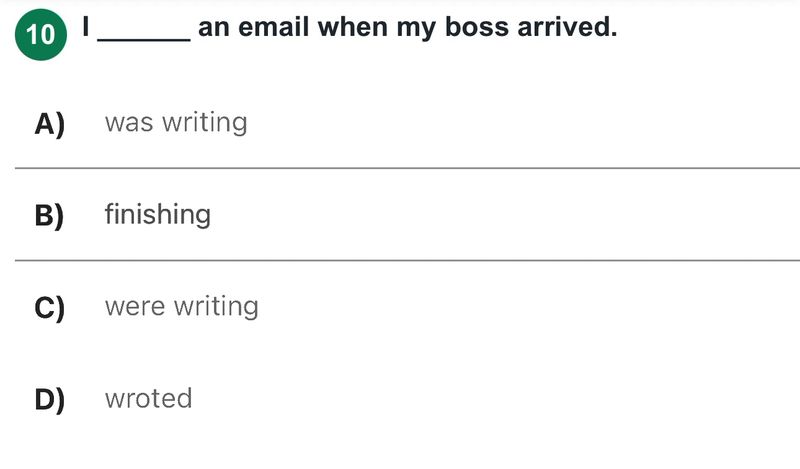 10 I ______ an email when my boss arrived.
A) was writing
B) finishing
C) were writing
D) wroted